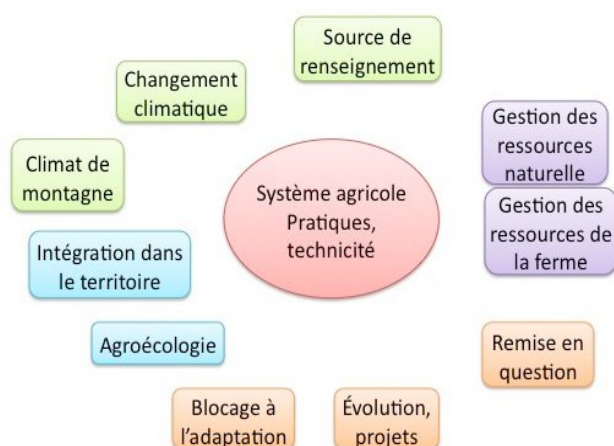 Source de
renseignement
Changement
climatique
Gestion des
ressources
naturelle
Climat de
montagne
Système agricole
Pratiques,
technicité
Gestion des
ressources de
la ferme
Intégration dans
le territoire
Agroécologie
Remise en
question
Blocage à
l'adaptation
Évolution,
projets